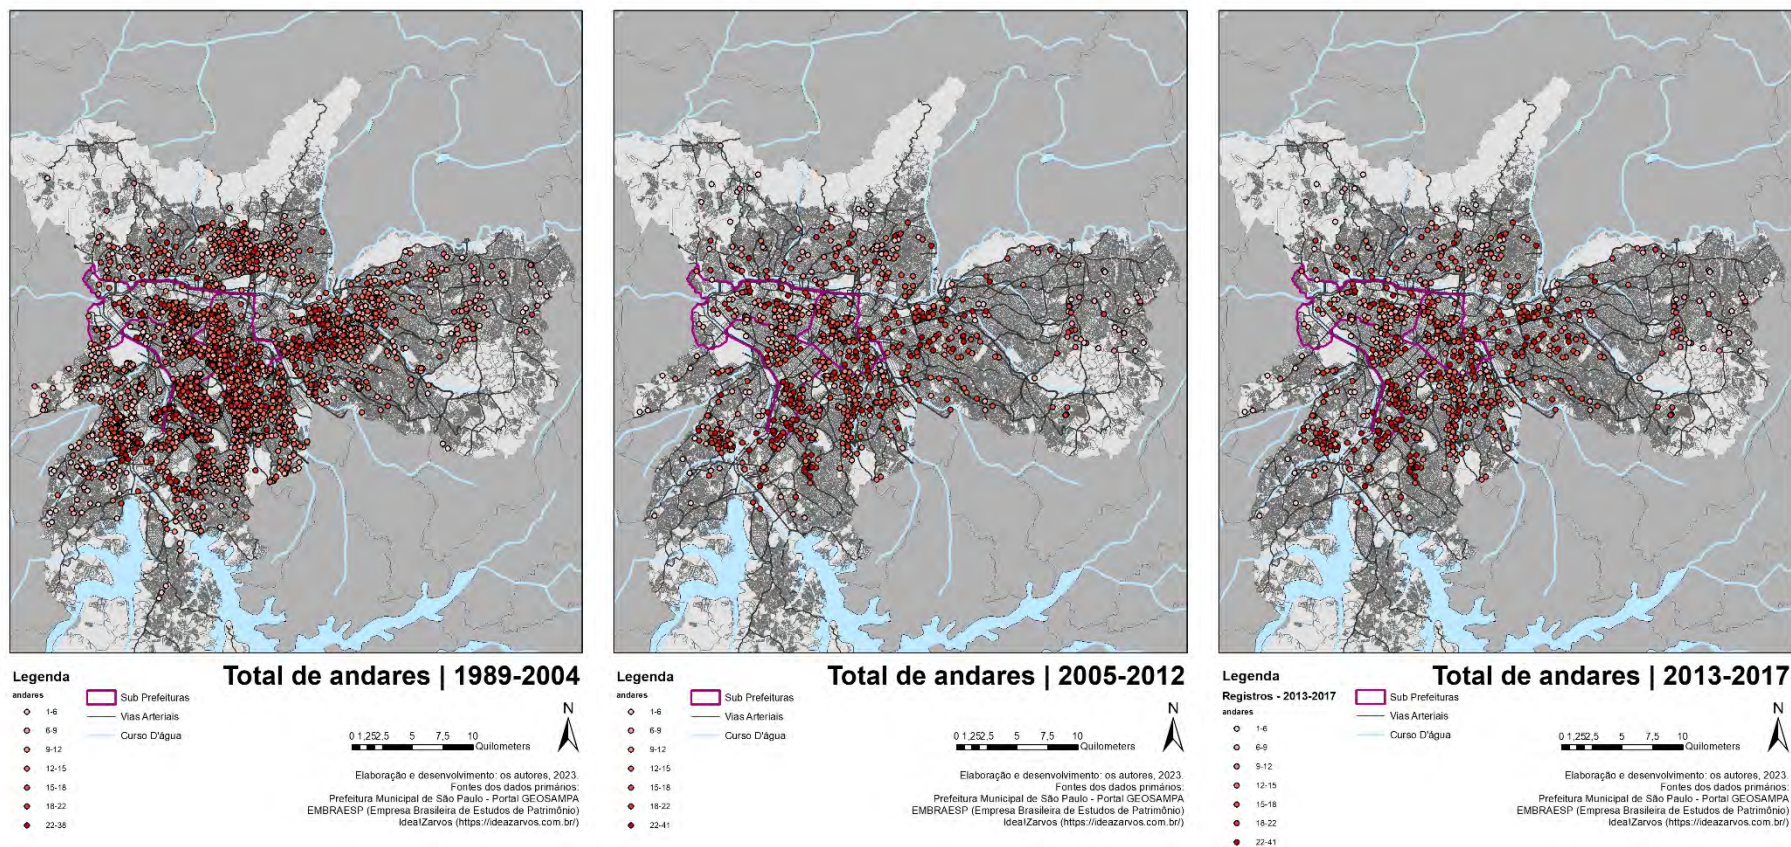 Legenda
Total de andares | 1989-2004
andares
Sub Prefeituras
1-6
Vias Arteriais
6-9
Curso D'água
9-12
12-15
15-18
18-22
22-38
N
0 1,252,5 5 7,5 10
Quilometers
Elaboração e desenvolvimento: os autores, 2023.
Fontes dos dados primários:
Prefeitura Municipal de São Paulo - Portal GEOSAMPA
EMBRAESP (Empresa Brasileira de Estudos de Patrimônio)
Idea!Zarvos (https://ideazarvos.com.br/)
Legenda
Total de andares | 2005-2012
andares
Sub Prefeituras
1-6
Vias Arteriais
6-9
Curso D'água
9-12
12-15
15-18
18-22
22-41
N
0 1,252,5 5 7,5 10
Quilometers
Elaboração e desenvolvimento: os autores, 2023.
Fontes dos dados primários:
Prefeitura Municipal de São Paulo - Portal GEOSAMPA
EMBRAESP (Empresa Brasileira de Estudos de Patrimônio)
Idea!Zarvos (https://ideazarvos.com.br/)
Legenda
Total de andares | 2013-2017
Registros - 2013-2017
andares
Sub Prefeituras
Vias Arteriais
Curso D'água
1-6
6-9
9-12
12-15
15-18
18-22
22-41
N
0 1,252,5 5 7,5 10
Quilometers
Elaboração e desenvolvimento: os autores, 2023.
Fontes dos dados primários:
Prefeitura Municipal de São Paulo - Portal GEOSAMPA
EMBRAESP (Empresa Brasileira de Estudos de Patrimônio)
Idea!Zarvos (https://ideazarvos.com.br/)